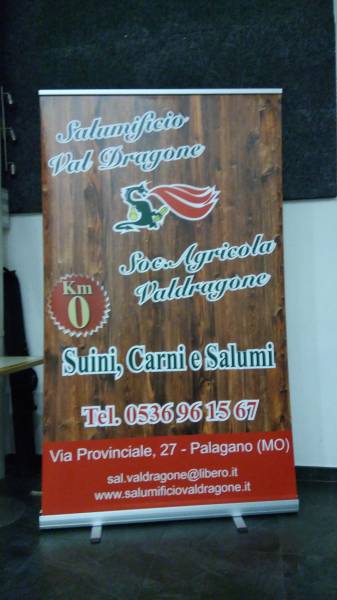 Salumificio
Val Dragone
Soc. Agricola
Valdragone
Km
0
Suini, Carni e Salumi
Tel. 0536 96 15 67
Via Provinciale, 27 - Palagano (MO)
sal.valdragone@libero.it
www.salumificiovaldragone.it